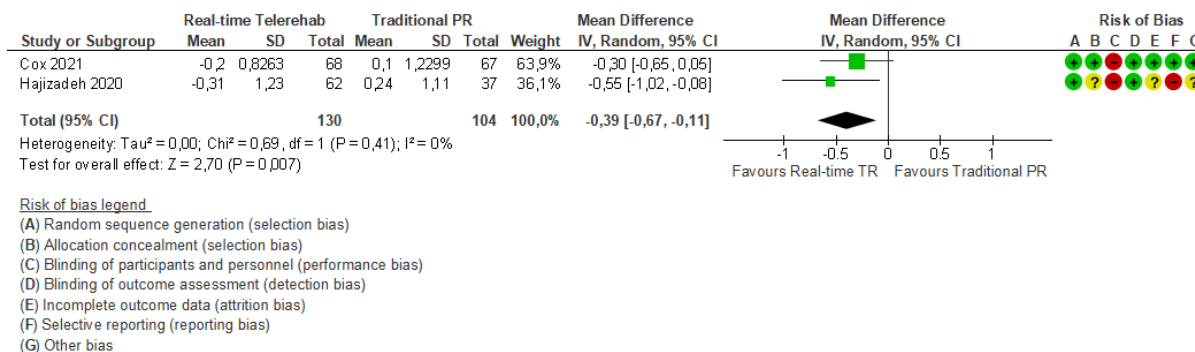 Real-time Telerehab Traditional PR Mean Difference Mean Difference Risk of Bias
Study or Subgroup Mean SD Total Mean SD Total Weight IV, Random, 95% CI IV, Random, 95% CI A B C D E F G
Cox 2021 -0,2 0,8263 68 0,1 1,2299 67 63,9% -0,30 [-0,65, 0,05] + + - + + + +
Hajizadeh 2020 -0,31 1,23 62 0,24 1,11 37 36,1% -0,55 [-1,02, -0,08] + ? - + ? - ?
Total (95% CI) 130 104 100,0% -0,39 [-0,67, -0,11]
Heterogeneity: Tau² = 0,00; Chi² = 0,69, df = 1 (P = 0,41); I² = 0%
Test for overall effect: Z = 2,70 (P = 0,007)
-1 -0.5 0 0.5 1
Favours Real-time TR Favours Traditional PR
Risk of bias legend
(A) Random sequence generation (selection bias)
(B) Allocation concealment (selection bias)
(C) Blinding of participants and personnel (performance bias)
(D) Blinding of outcome assessment (detection bias)
(E) Incomplete outcome data (attrition bias)
(F) Selective reporting (reporting bias)
(G) Other bias